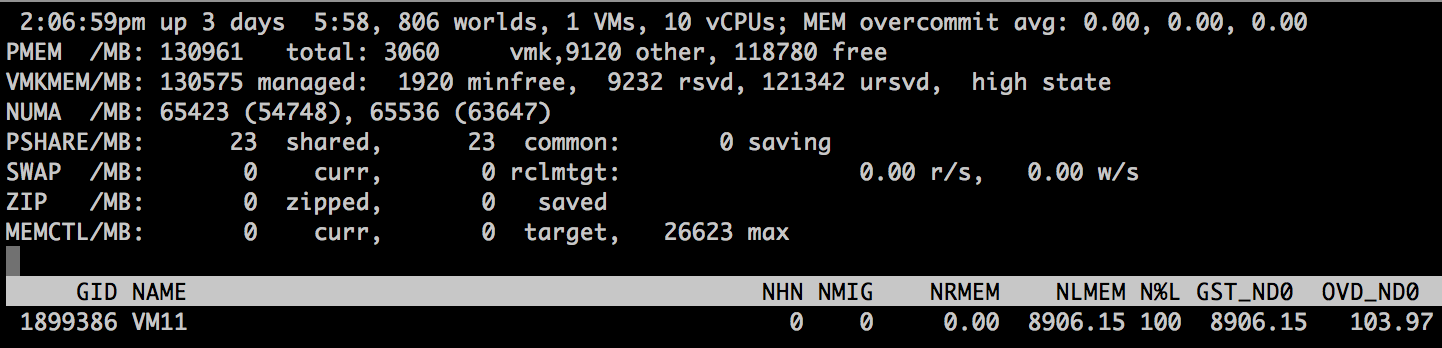 2:06:59pm up 3 days  5:58, 806 worlds, 1 VMs, 10 vCPUs; MEM overcommit avg: 0.00, 0.00, 0.00
PMEM  /MB: 130961   total: 3060     vmk,9120 other, 118780 free
VMKMEM/MB: 130575 managed:  1920 minfree,  9232 rsvd, 121342 ursvd,  high state
NUMA  /MB: 65423 (54748), 65536 (63647)
PSHARE/MB:      23  shared,      23  common:       0 saving
SWAP  /MB:       0    curr,       0 rclmtgt:                 0.00 r/s,   0.00 w/s
ZIP   /MB:       0  zipped,       0   saved
MEMCTL/MB:       0    curr,       0  target,   26623 max
GID NAME                                         NHN NMIG    NRMEM    NLMEM N%L GST_ND0  OVD_ND0
1899386 VM11                                         0    0     0.00  8906.15 100  8906.15   103.97